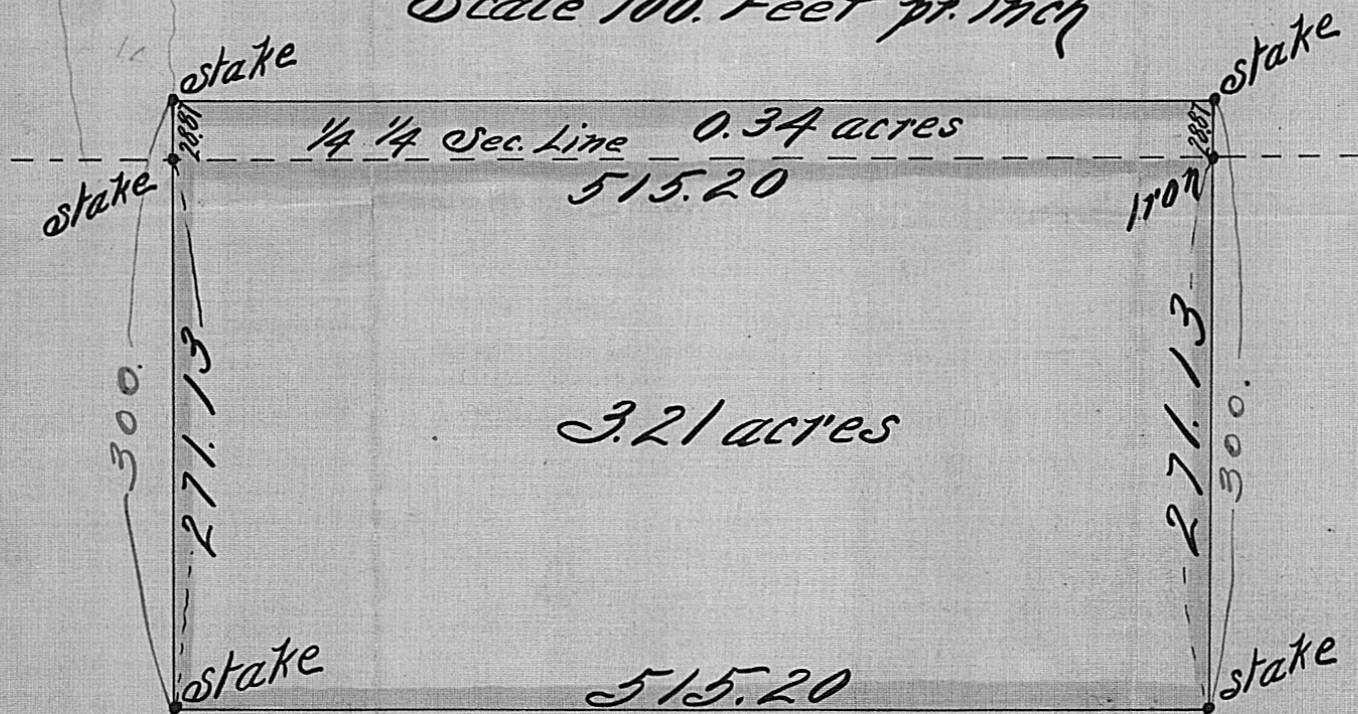 Scale 100. Feet pr. Inch
stake
stake
28.87
¼ ¼ Sec. Line 0.34 acres
28.87
stake
515.20
Iron
300.
271.13
3.21 acres
271.13
300.
stake
515.20
stake